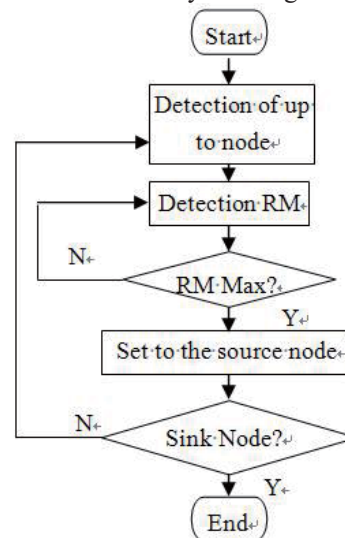 Start
Detection of up
to node
Detection RM
N
RM Max?
Y
Set to the source node
N
Sink Node?
Y
End